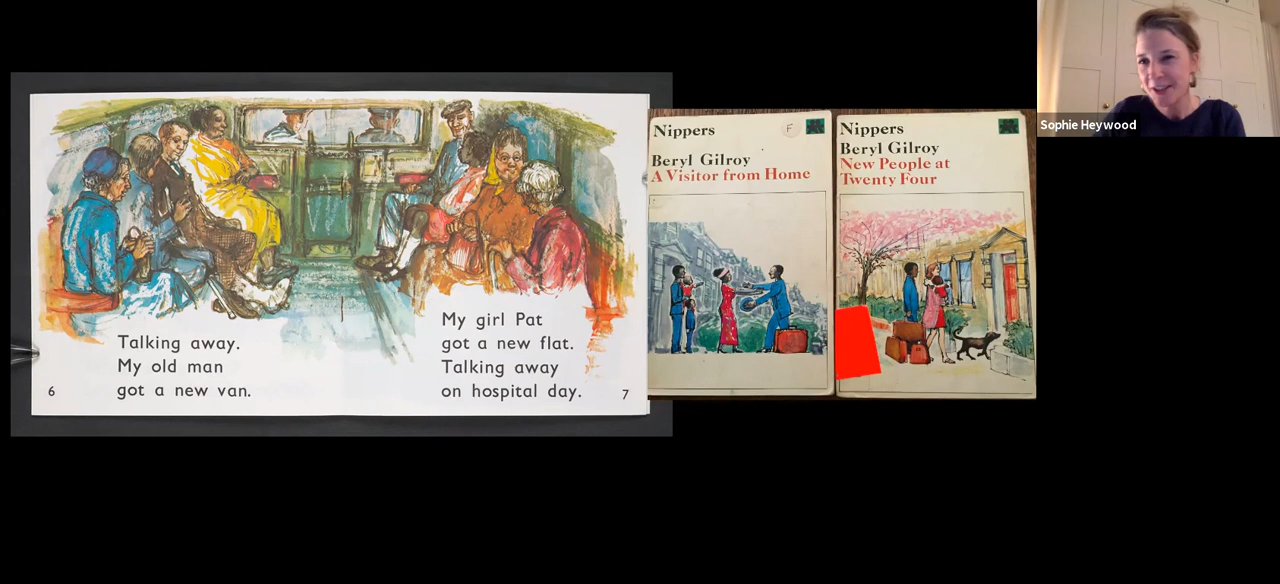 Talking away.
My old man
got a new van.
6
My girl Pat
got a new flat.
Talking away
on hospital day.
7
Nippers
F
Beryl Gilroy
A Visitor from Home
Nippers
Beryl Gilroy
New People at
Twenty Four
Sophie Heywood